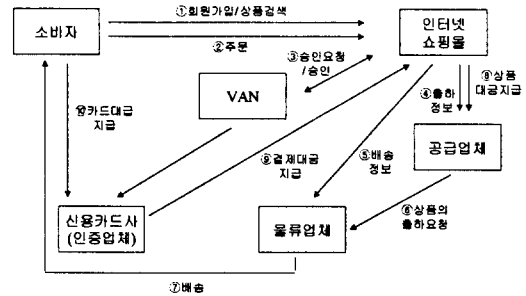 ①회원가입/상품검색
소비자
인터넷
쇼핑몰
②주문
③승인요청
/승인
⑧상품
대금지급
④출하
정보
VAN
⑩카드대금
지급
⑨결제대금
지급
⑤배송
정보
공급업체
신용카드사
(인증업체)
물류업체
⑥상품의
출하요청
⑦배송